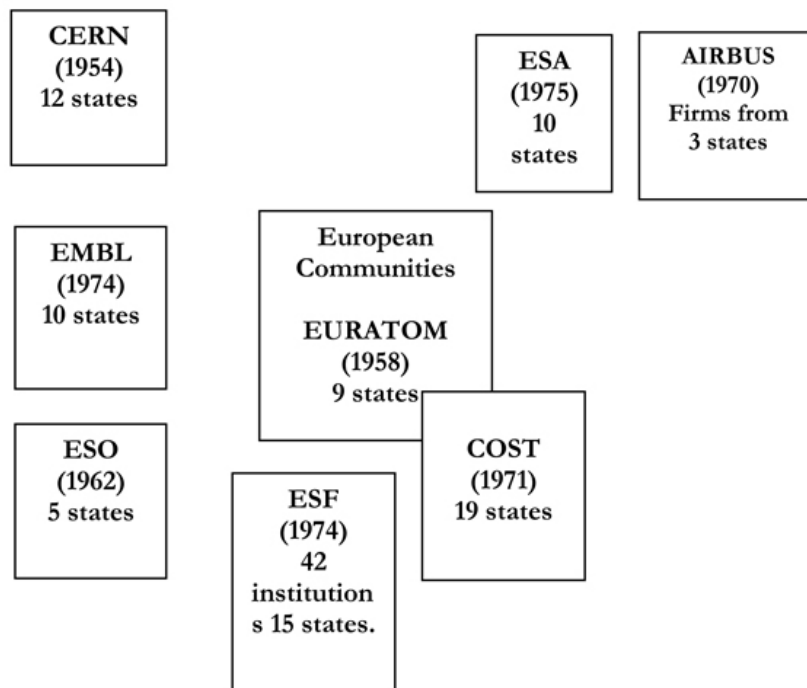 CERN
(1954)
12 states
ESA
(1975)
10
states
AIRBUS
(1970)
Firms from
3 states
EMBL
(1974)
10 states
European
Communities
EURATOM
(1958)
9 states
ESO
(1962)
5 states
COST
(1971)
19 states
ESF
(1974)
42
institution
s 15 states.